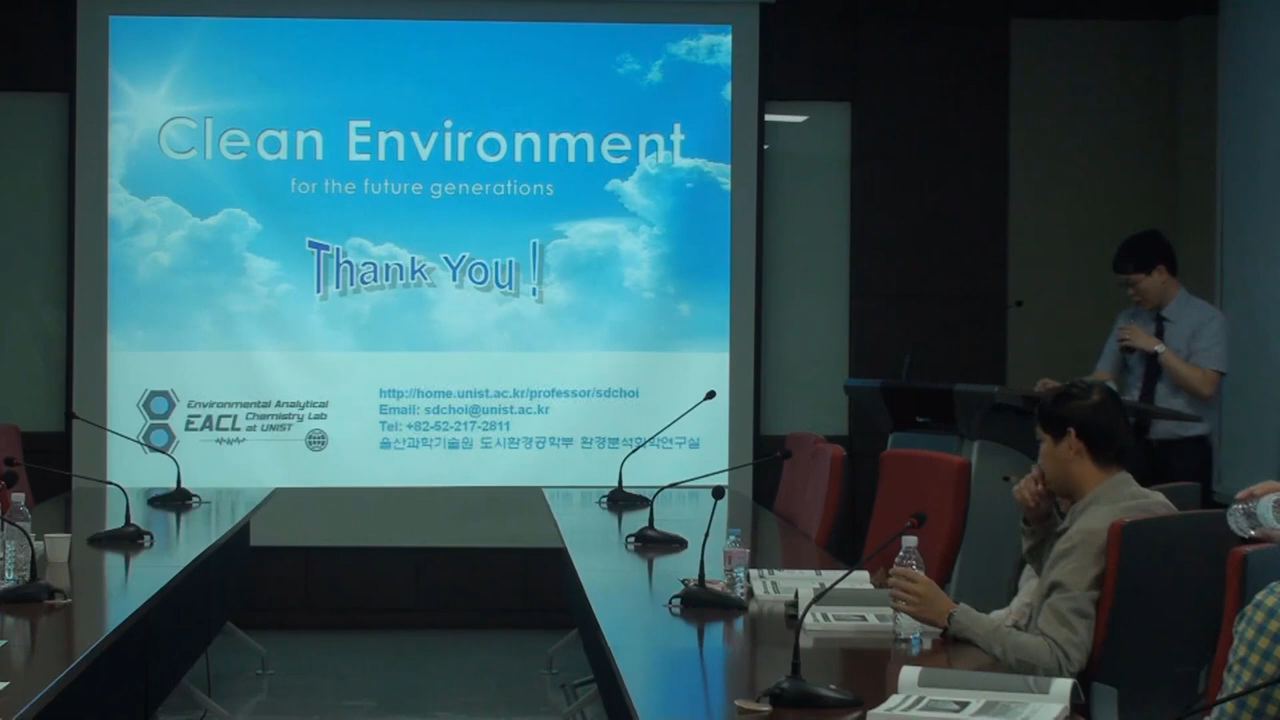 Clean Environment
for the future generations
Thank You !
Environmental Analytical
EACL Chemistry Lab
at UNIST
http://home.unist.ac.kr/professor/sdchoi
Email: sdchoi@unist.ac.kr
Tel: +82-52-217-2811
울산과학기술원 도시환경공학부 환경분석화학연구실